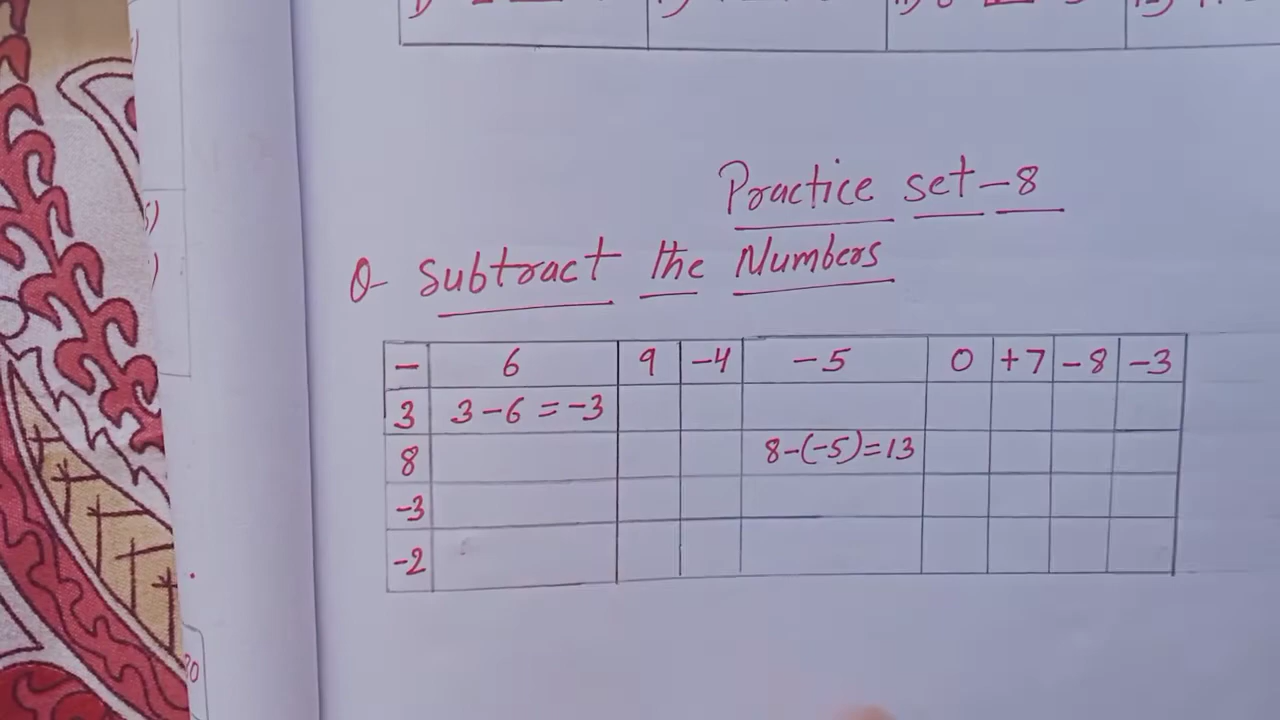 Practice set-8
Q- Subtract the Numbers
- 6 9 -4 -5 0 +7 -8 -3
3 3-6=-3
8 8-(-5)=13
-3
-2